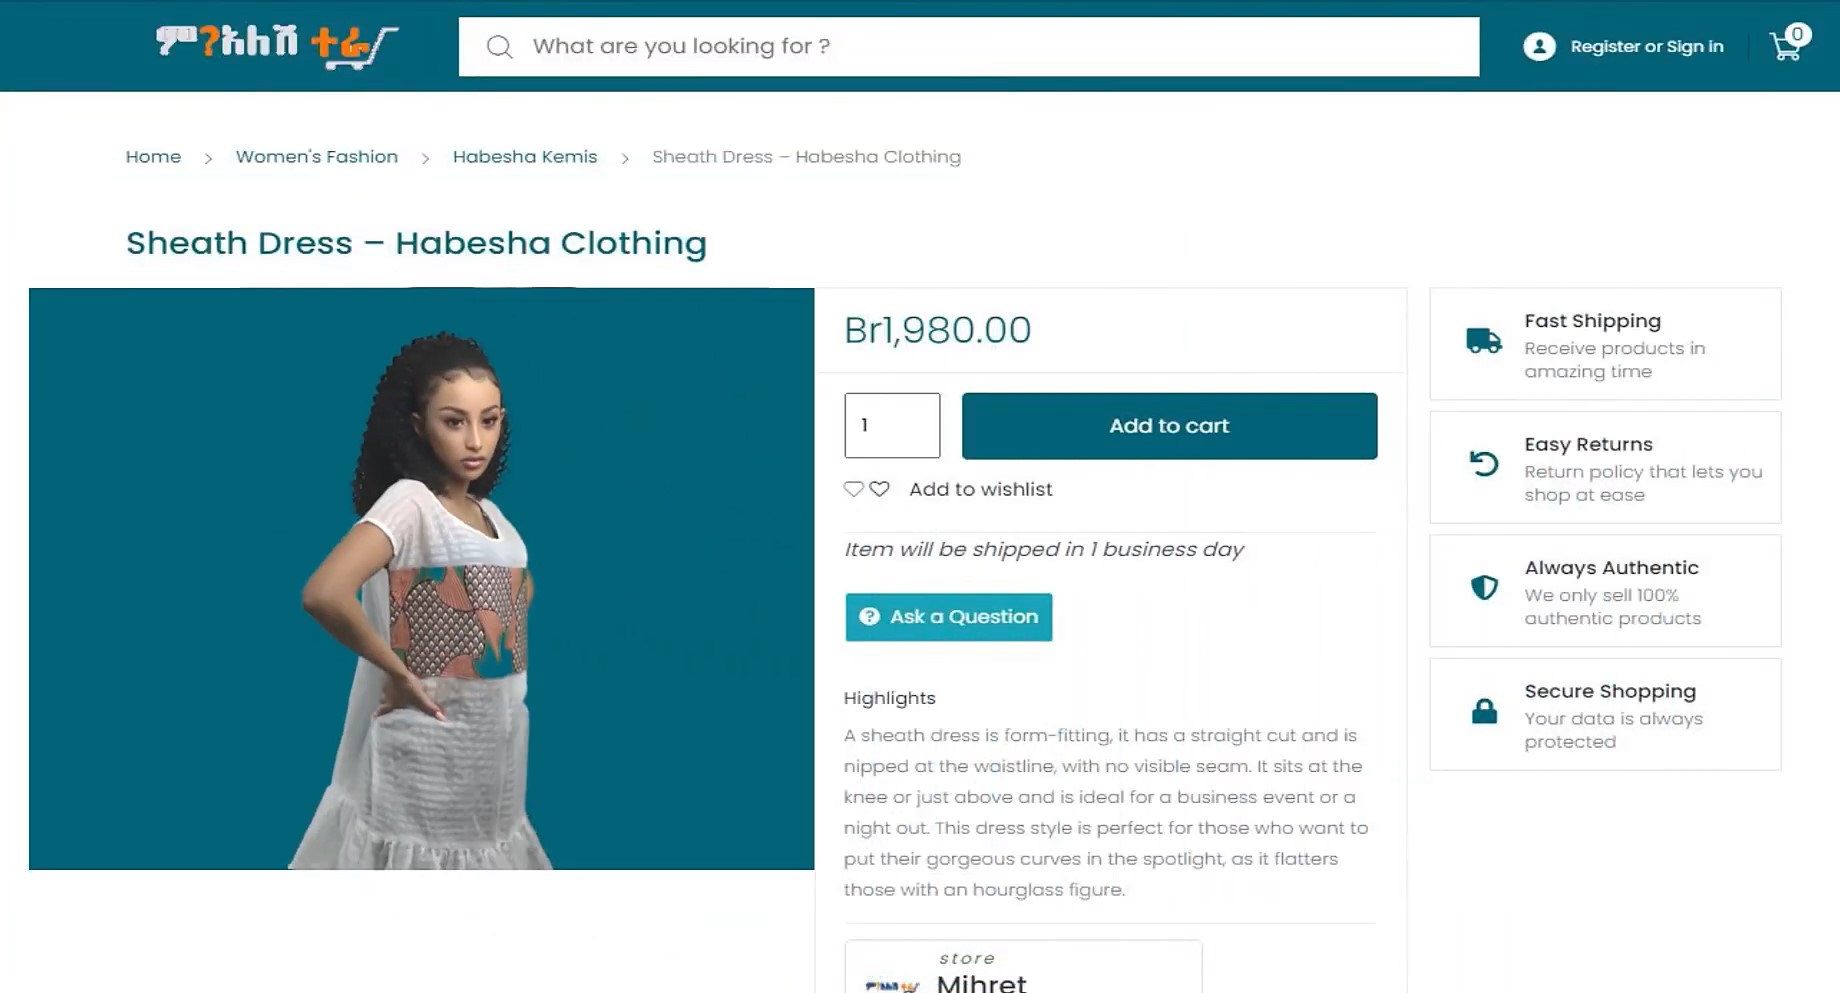 ምን?አለሽ ተራ
What are you looking for ?
Register or Sign in
0
Home > Women's Fashion > Habesha Kemis > Sheath Dress – Habesha Clothing
Sheath Dress – Habesha Clothing
Br1,980.00
1
Add to cart
Add to wishlist
Item will be shipped in 1 business day
? Ask a Question
Highlights
A sheath dress is form-fitting, it has a straight cut and is
nipped at the waistline, with no visible seam. It sits at the
knee or just above and is ideal for a business event or a
night out. This dress style is perfect for those who want to
put their gorgeous curves in the spotlight, as it flatters
those with an hourglass figure.
store
Mihret
Fast Shipping
Receive products in
amazing time
Easy Returns
Return policy that lets you
shop at ease
Always Authentic
We only sell 100%
authentic products
Secure Shopping
Your data is always
protected